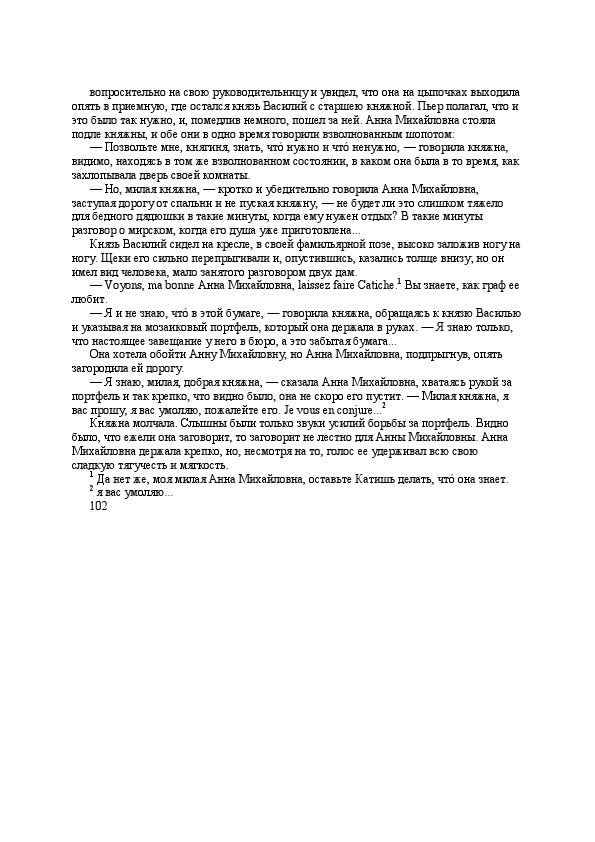 вопросительно на свою руководительницу и увидел, что она на цыпочках выходила
опять в приемную, где остался князь Василий с старшею княжной. Пьер полагал, что и
это было так нужно, и, помедлив немного, пошел за ней. Анна Михайловна стояла
подле княжны, и обе они в одно время говорили взволнованным шопотом:
— Позвольте мне, княгиня, знать, что́ нужно и что́ ненужно, — говорила княжна,
видимо, находясь в том же взволнованном состоянии, в каком она была в то время, как
захлопывала дверь своей комнаты.
— Но, милая княжна, — кротко и убедительно говорила Анна Михайловна,
заступая дорогу от спальни и не пуская княжну, — не будет ли это слишком тяжело
для бедного дядюшки в такие минуты, когда ему нужен отдых? В такие минуты
разговор о мирском, когда его душа уже приготовлена...
Князь Василий сидел на кресле, в своей фамильярной позе, высоко заложив ногу на
ногу. Щеки его сильно перепрыгивали и, опустившись, казались толще внизу; но он
имел вид человека, мало занятого разговором двух дам.
— Voyons, ma bonne Анна Михайловна, laissez faire Catiche.¹ Вы знаете, как граф ее
любит.
— Я и не знаю, что́ в этой бумаге, — говорила княжна, обращаясь к князю Василью
и указывая на мозаиковый портфель, который она держала в руках. — Я знаю только,
что настоящее завещание у него в бюро, а это забытая бумага...
Она хотела обойти Анну Михайловну, но Анна Михайловна, подпрыгнув, опять
загородила ей дорогу.
— Я знаю, милая, добрая княжна, — сказала Анна Михайловна, хватаясь рукой за
портфель и так крепко, что видно было, она не скоро его пустит. — Милая княжна, я
вас прошу, я вас умоляю, пожалейте его. Je vous en conjure...²
Княжна молчала. Слышны были только звуки усилий борьбы за портфель. Видно
было, что ежели она заговорит, то заговорит не лестно для Анны Михайловны. Анна
Михайловна держала крепко, но, несмотря на то, голос ее удерживал всю свою
сладкую тягучесть и мягкость.
¹ Да нет же, моя милая Анна Михайловна, оставьте Катишь делать, что́ она знает.
² я вас умоляю...
102